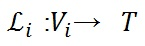 ℒᵢ :Vᵢ→ T